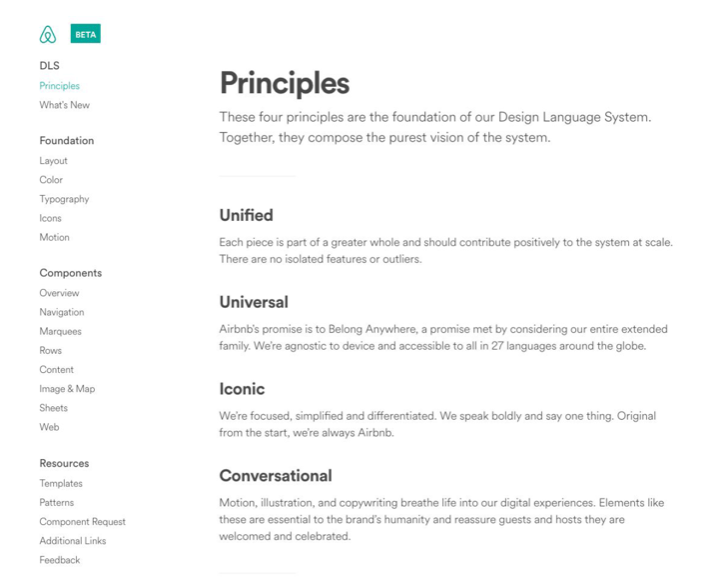 BETA
DLS
Principles
What's New
Foundation
Layout
Color
Typography
Icons
Motion
Components
Overview
Navigation
Marquees
Rows
Content
Image & Map
Sheets
Web
Resources
Templates
Patterns
Component Request
Additional Links
Feedback
Principles
These four principles are the foundation of our Design Language System.
Together, they compose the purest vision of the system.
Unified
Each piece is part of a greater whole and should contribute positively to the system at scale.
There are no isolated features or outliers.
Universal
Airbnb's promise is to Belong Anywhere, a promise met by considering our entire extended
family. We're agnostic to device and accessible to all in 27 languages around the globe.
Iconic
We're focused, simplified and differentiated. We speak boldly and say one thing. Original
from the start, we're always Airbnb.
Conversational
Motion, illustration, and copywriting breathe life into our digital experiences. Elements like
these are essential to the brand's humanity and reassure guests and hosts they are
welcomed and celebrated.